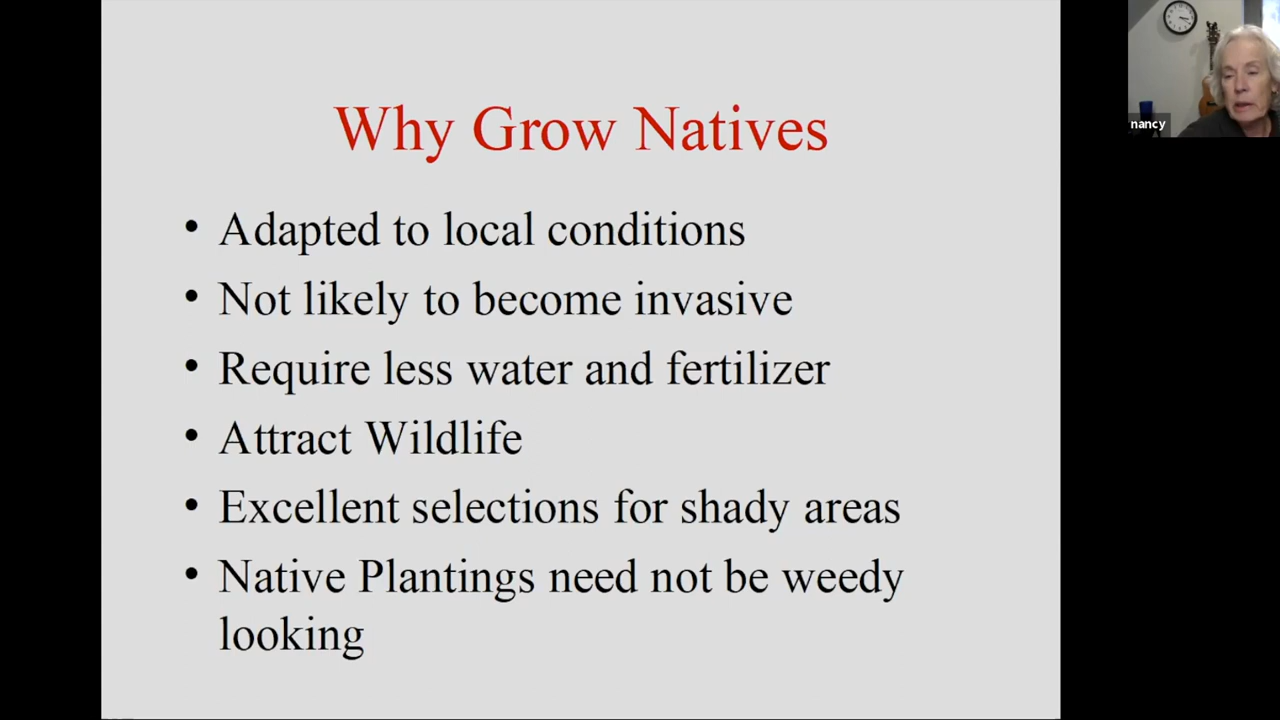 Why Grow Natives
• Adapted to local conditions
• Not likely to become invasive
• Require less water and fertilizer
• Attract Wildlife
• Excellent selections for shady areas
• Native Plantings need not be weedy
looking
nancy